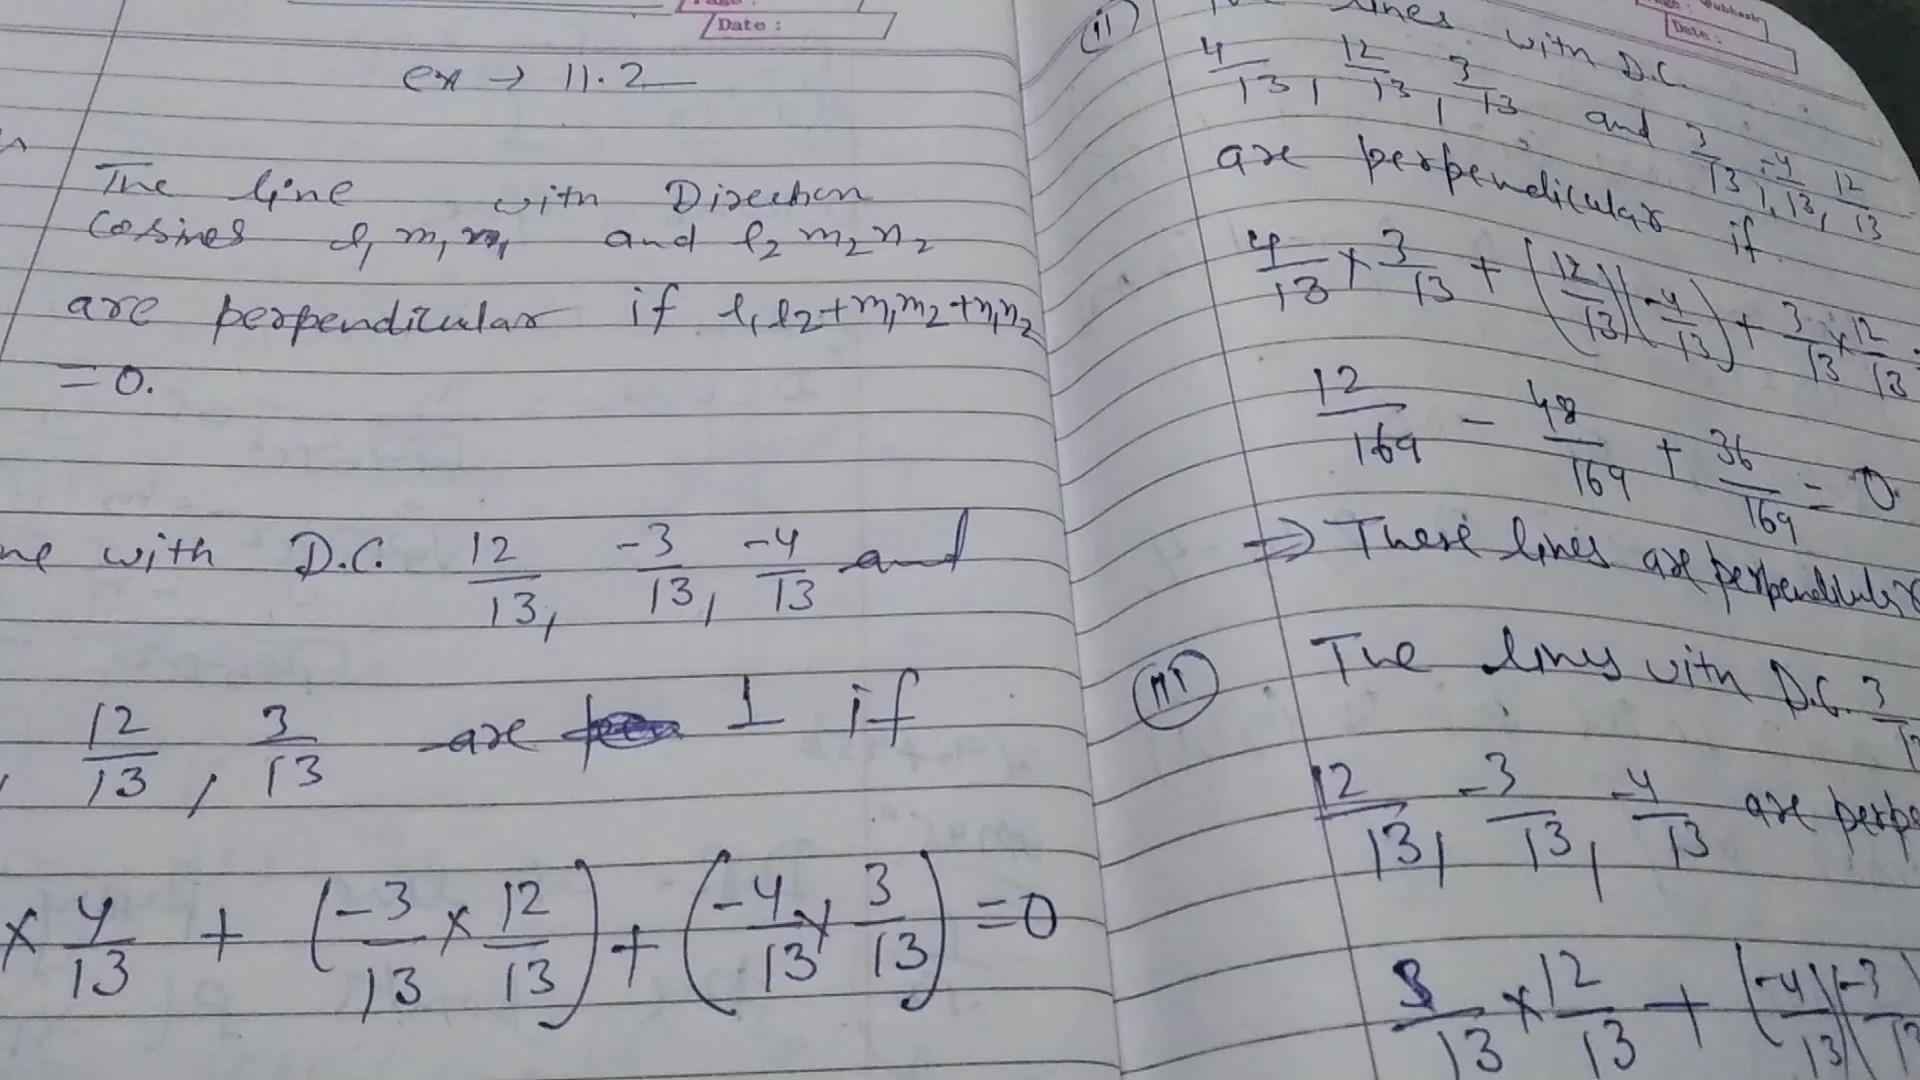 Date :
ex → 11.2
The line with Direction
Cosines l₁ m₁ n₁ and l₂ m₂ n₂
are perpendicular if l₁l₂+m₁m₂+n₁n₂
=0.
with D.C. 12/13, -3/13, -4/13 and
12/13, 3/13 are ⊥ if
× 4/13 + (-3/13 × 12/13) + (-4/13 × 3/13) =0
(ii) lines with D.C.
4/13, 12/13, 3/13 and 3/13, -4/13, 12/13
are perpendicular if
4/13 × 3/13 + (12/13)(-4/13) + 3/13 × 12/13
12/169 - 48/169 + 36/169 = 0.
⇒ These lines are perpendicular
(iii) The lines with D.C. 3/
12/13, -3/13, -4/13 are perpe
3/13 × 12/13 + (-4/13)(-3/
Date :